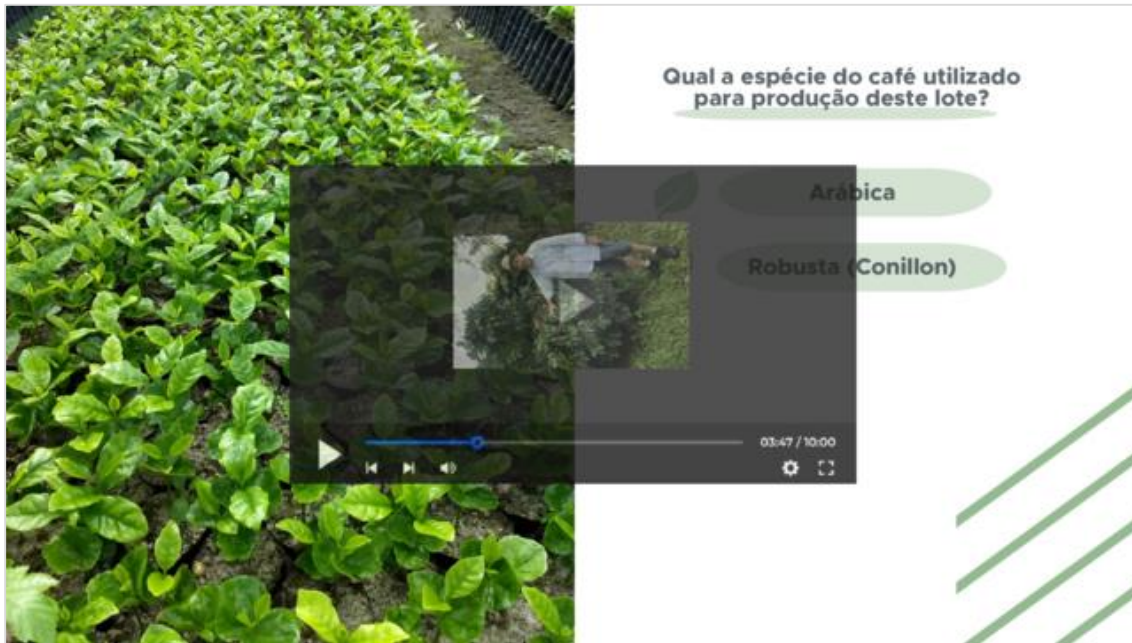 Qual a espécie do café utilizado
para produção deste lote?
Arábica
Robusta (Conillon)
03:47 / 10:00